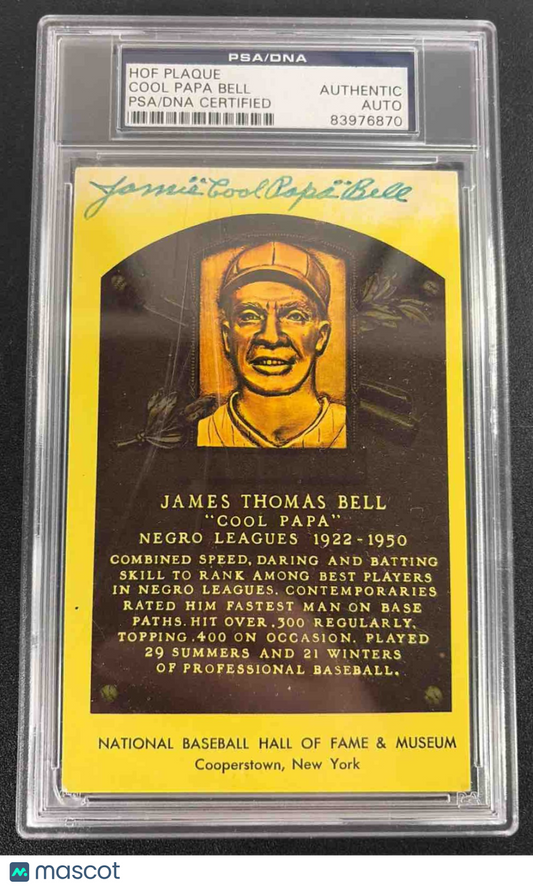 PSA/DNA
HOF PLAQUE
COOL PAPA BELL
PSA/DNA CERTIFIED
AUTHENTIC
AUTO
83976870
Jamie "Cool Papa" Bell
JAMES THOMAS BELL
"COOL PAPA"
NEGRO LEAGUES 1922-1950
COMBINED SPEED, DARING AND BATTING
SKILL TO RANK AMONG BEST PLAYERS
IN NEGRO LEAGUES. CONTEMPORARIES
RATED HIM FASTEST MAN ON BASE
PATHS. HIT OVER .300 REGULARLY,
TOPPING .400 ON OCCASION. PLAYED
29 SUMMERS AND 21 WINTERS
OF PROFESSIONAL BASEBALL.
NATIONAL BASEBALL HALL OF FAME & MUSEUM
Cooperstown, New York
mascot